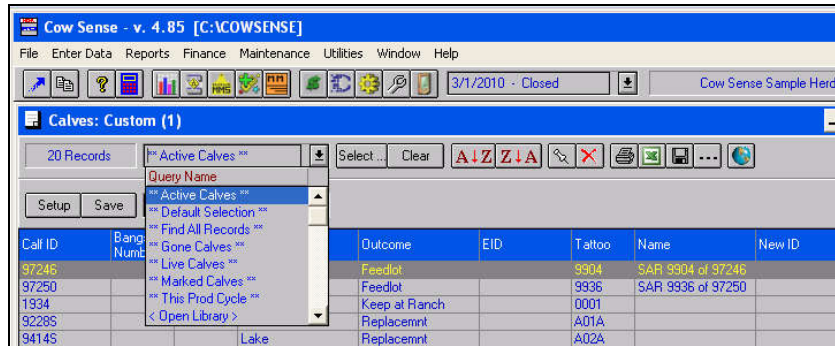 Cow Sense - v. 4.85 [C:\COWSENSE]
File Enter Data Reports Finance Maintenance Utilities Window Help
3/1/2010 - Closed Cow Sense Sample Herd
Calves: Custom (1)
20 Records ** Active Calves ** Select ... Clear A↓Z Z↓A
Query Name
Setup Save
** Active Calves **
** Default Selection **
** Find All Records **
** Gone Calves **
** Live Calves **
** Marked Calves **
** This Prod Cycle **
< Open Library >
Calf ID Bang Numb Outcome EID Tattoo Name New ID
97246 Feedlot 9904 SAR 9904 of 97246
97250 Feedlot 9936 SAR 9936 of 97250
1934 Keep at Ranch 0001
9228S Replacemnt A01A
9414S Lake Replacemnt A02A